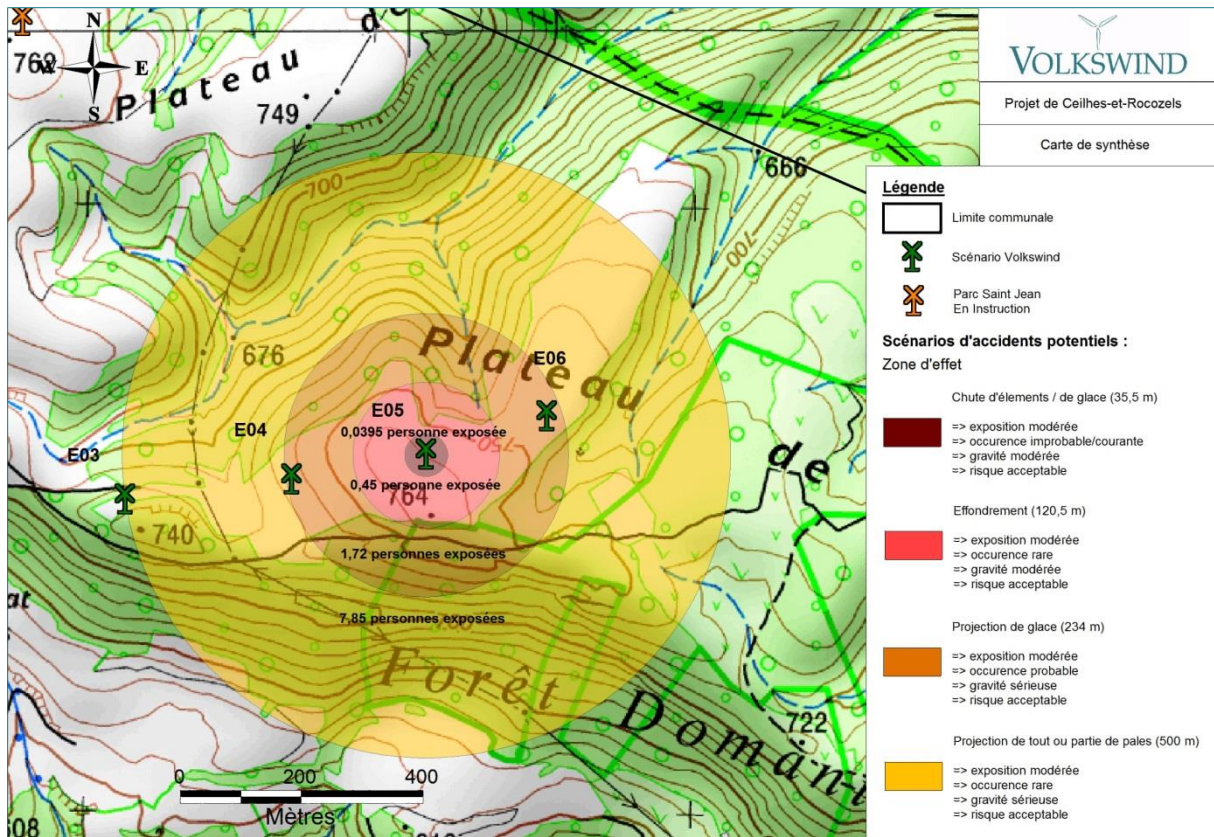 N
W E
S
769
Plateau de
749
700
666
700
676
Plateau
E06
E05
0,0395 personne exposée
750
E04
E03
0,45 personne exposée
764
740
de
1,72 personnes exposées
7,85 personnes exposées
Forêt
Domani
722
0 200 400
Mètres
VOLKSWIND
Projet de Ceilhes-et-Rocozels
Carte de synthèse
Légende
Limite communale
Scénario Volkswind
Parc Saint Jean
En Instruction
Scénarios d'accidents potentiels :
Zone d'effet
Chute d'élements / de glace (35,5 m)
=> exposition modérée
=> occurence improbable/courante
=> gravité modérée
=> risque acceptable
Effondrement (120,5 m)
=> exposition modérée
=> occurence rare
=> gravité modérée
=> risque acceptable
Projection de glace (234 m)
=> exposition modérée
=> occurence probable
=> gravité sérieuse
=> risque acceptable
Projection de tout ou partie de pales (500 m)
=> exposition modérée
=> occurence rare
=> gravité sérieuse
=> risque acceptable